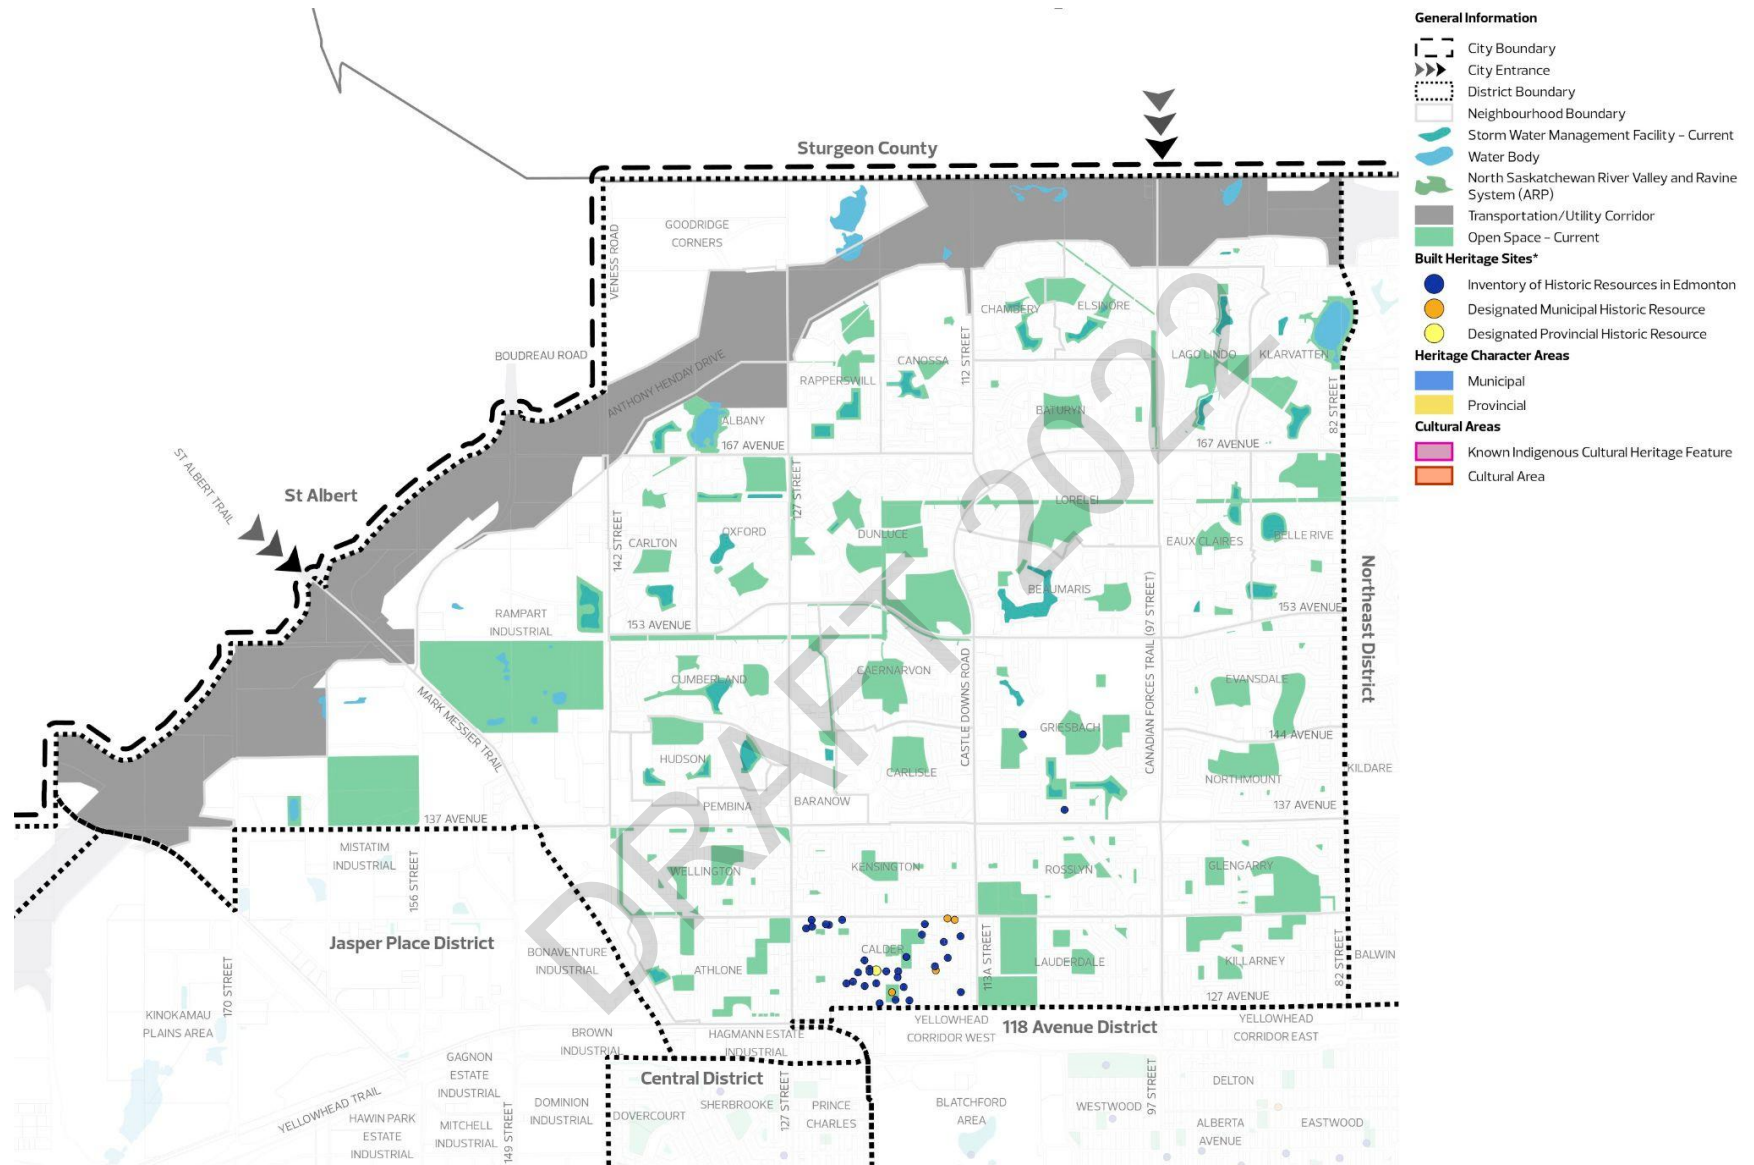 General Information
City Boundary
City Entrance
District Boundary
Neighbourhood Boundary
Storm Water Management Facility – Current
Water Body
North Saskatchewan River Valley and Ravine
System (ARP)
Transportation/Utility Corridor
Open Space – Current
Built Heritage Sites*
Inventory of Historic Resources in Edmonton
Designated Municipal Historic Resource
Designated Provincial Historic Resource
Heritage Character Areas
Municipal
Provincial
Cultural Areas
Known Indigenous Cultural Heritage Feature
Cultural Area
Sturgeon County
GOODRIDGE
CORNERS
VENESS ROAD
BOUDREAU ROAD
ANTHONY HENDAY DRIVE
CHAMBERY
ELSINORE
112 STREET
CANOSSA
RAPPERSWILL
LAGO LINDO
KLARVATTEN
82 STREET
BATURYN
ALBANY
167 AVENUE
167 AVENUE
ST ALBERT TRAIL
St Albert
127 STREET
LORELEI
142 STREET
CARLTON
OXFORD
DUNLUCE
EAUX CLAIRES
BELLE RIVE
BEAUMARIS
153 AVENUE
RAMPART
INDUSTRIAL
153 AVENUE
Northeast District
CANADIAN FORCES TRAIL (97 STREET)
CASTLE DOWNS ROAD
MARK MESSIER TRAIL
CUMBERLAND
CAERNARVON
EVANSDALE
GRIESBACH
144 AVENUE
HUDSON
CARLISLE
NORTHMOUNT
KILDARE
PEMBINA
BARANOW
137 AVENUE
137 AVENUE
MISTATIM
INDUSTRIAL
156 STREET
WELLINGTON
KENSINGTON
ROSSLYN
GLENGARRY
Jasper Place District
BONAVENTURE
INDUSTRIAL
ATHLONE
CALDER
113A STREET
LAUDERDALE
KILLARNEY
82 STREET
BALWIN
170 STREET
127 AVENUE
KINOKAMAU
PLAINS AREA
BROWN
INDUSTRIAL
HAGMANN ESTATE
INDUSTRIAL
YELLOWHEAD
CORRIDOR WEST
118 Avenue District
YELLOWHEAD
CORRIDOR EAST
GAGNON
ESTATE
INDUSTRIAL
Central District
YELLOWHEAD TRAIL
HAWIN PARK
ESTATE
INDUSTRIAL
MITCHELL
INDUSTRIAL
149 STREET
DOMINION
INDUSTRIAL
DOVERCOURT
SHERBROOKE
127 STREET
PRINCE
CHARLES
BLATCHFORD
AREA
WESTWOOD
97 STREET
DELTON
ALBERTA
AVENUE
EASTWOOD
DRAFT 2022